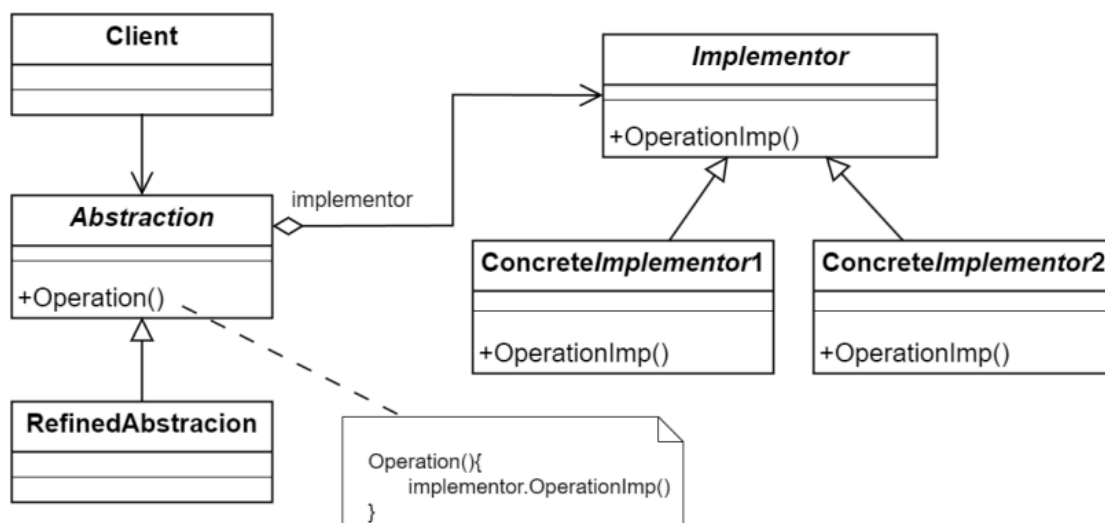 Client
Implementor
+OperationImp()
implementor
Abstraction
+Operation()
ConcreteImplementor1
+OperationImp()
ConcreteImplementor2
+OperationImp()
RefinedAbstracion
Operation(){
implementor.OperationImp()
}